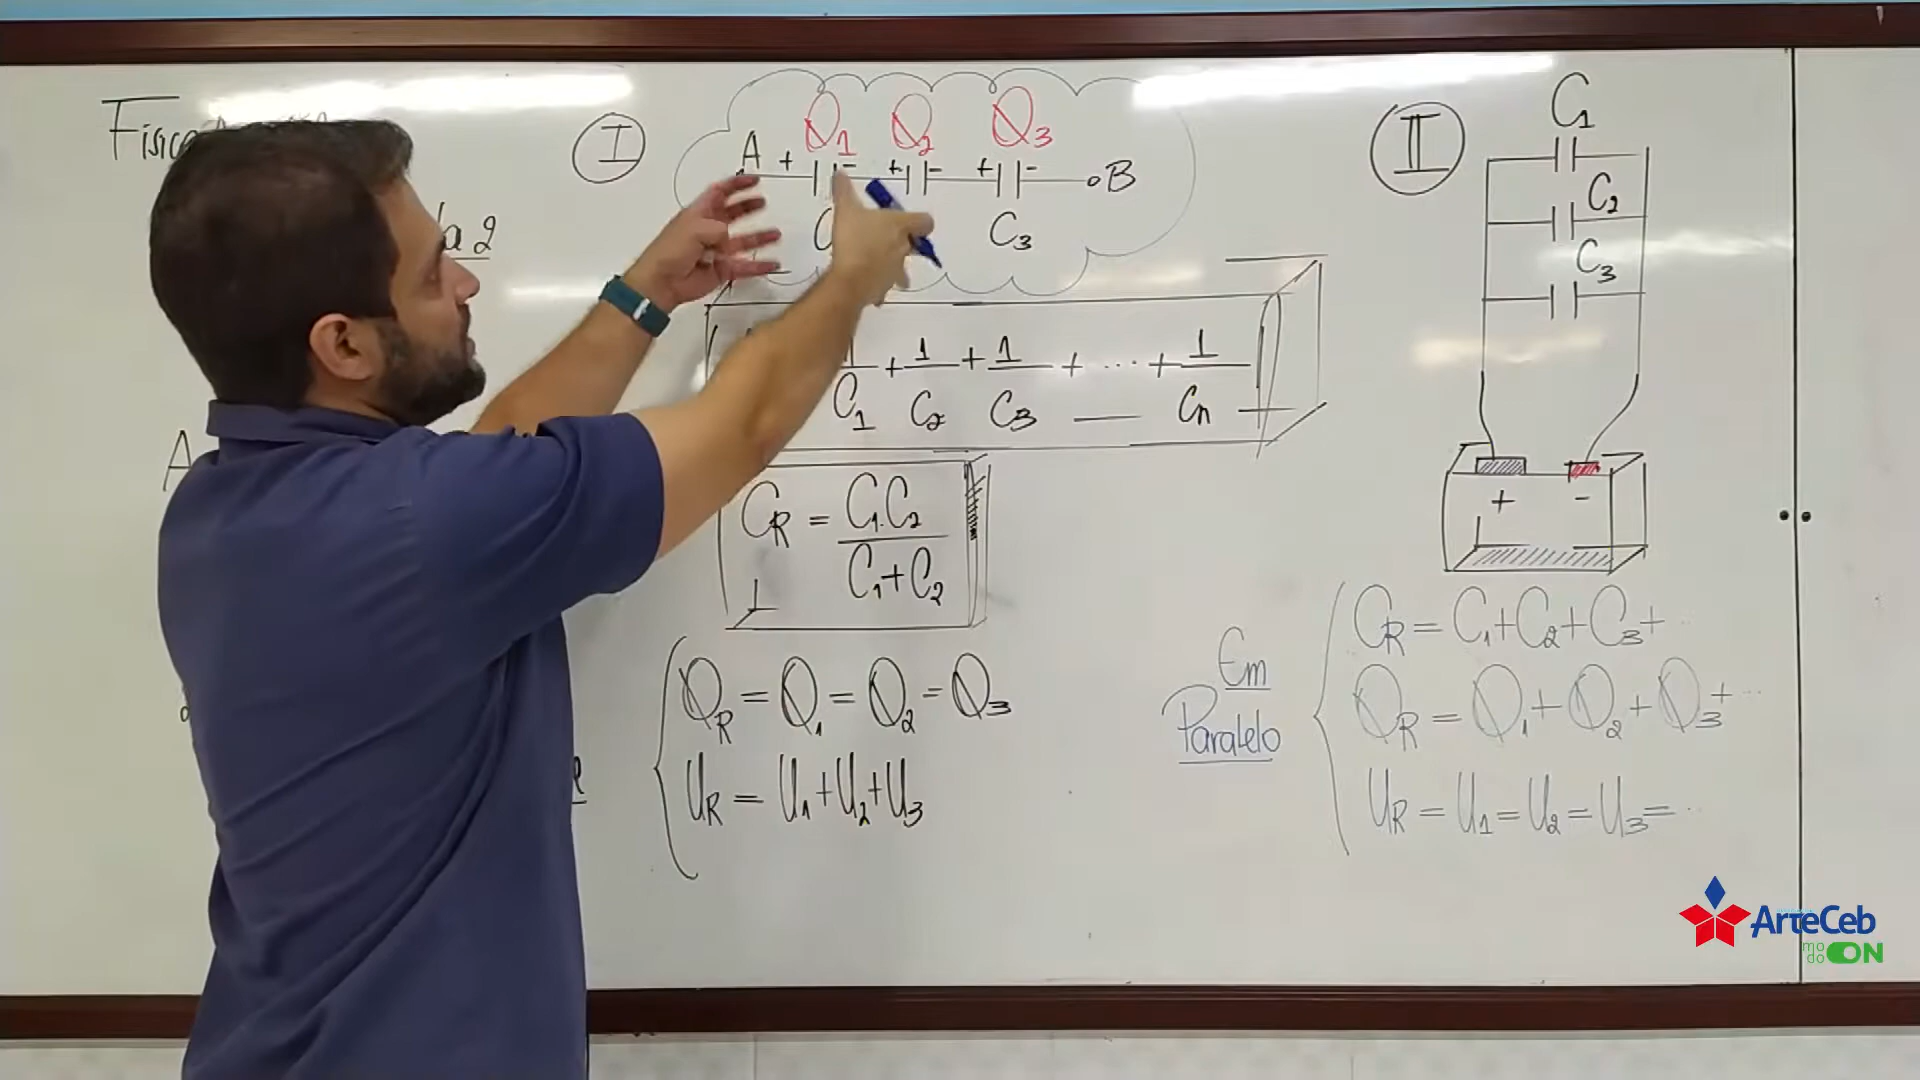 I
Q1 Q2 Q3
A + - + - + - B
C3
1/C1 + 1/C2 + 1/C3 + ... + 1/Cn
CR = C1.C2 / C1+C2
QR = Q1 = Q2 = Q3
UR = U1+U2+U3
II
C1
C2
C3
+ -
Em
Paralelo
CR = C1+C2+C3+ ..
QR = Q1+Q2+Q3+ ...
UR = U1=U2=U3= ..
ArteCeb
modo ON